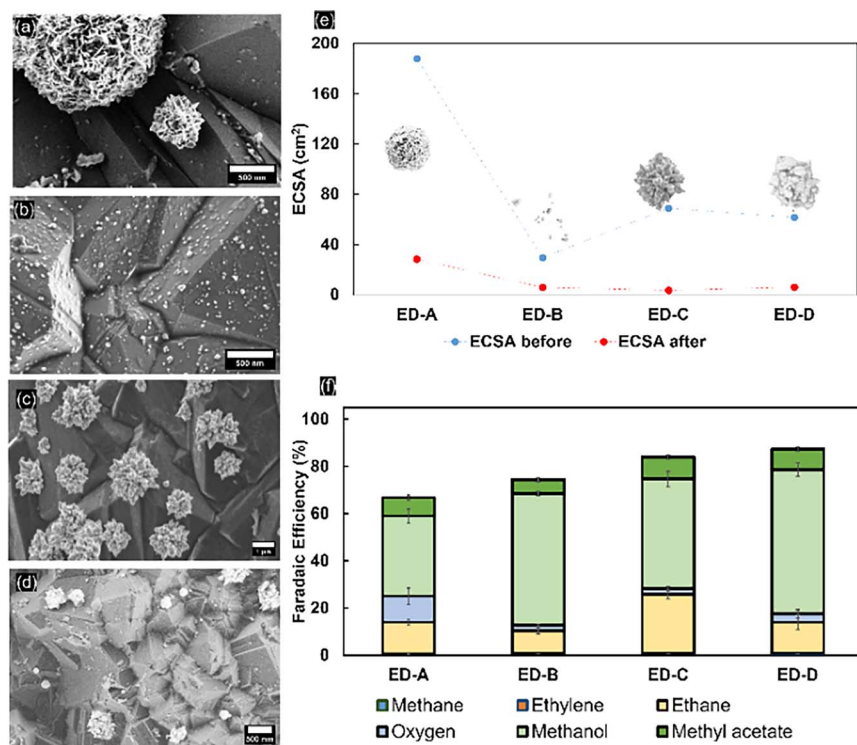 (a)
500 nm
(b)
500 nm
(c)
1 μm
(d)
500 nm
(e)
ECSA (cm²)
200
160
120
80
40
0
ED-A ED-B ED-C ED-D
ECSA before ECSA after
(f)
Faradaic Efficiency (%)
100
80
60
40
20
0
ED-A ED-B ED-C ED-D
Methane Ethylene Ethane
Oxygen Methanol Methyl acetate